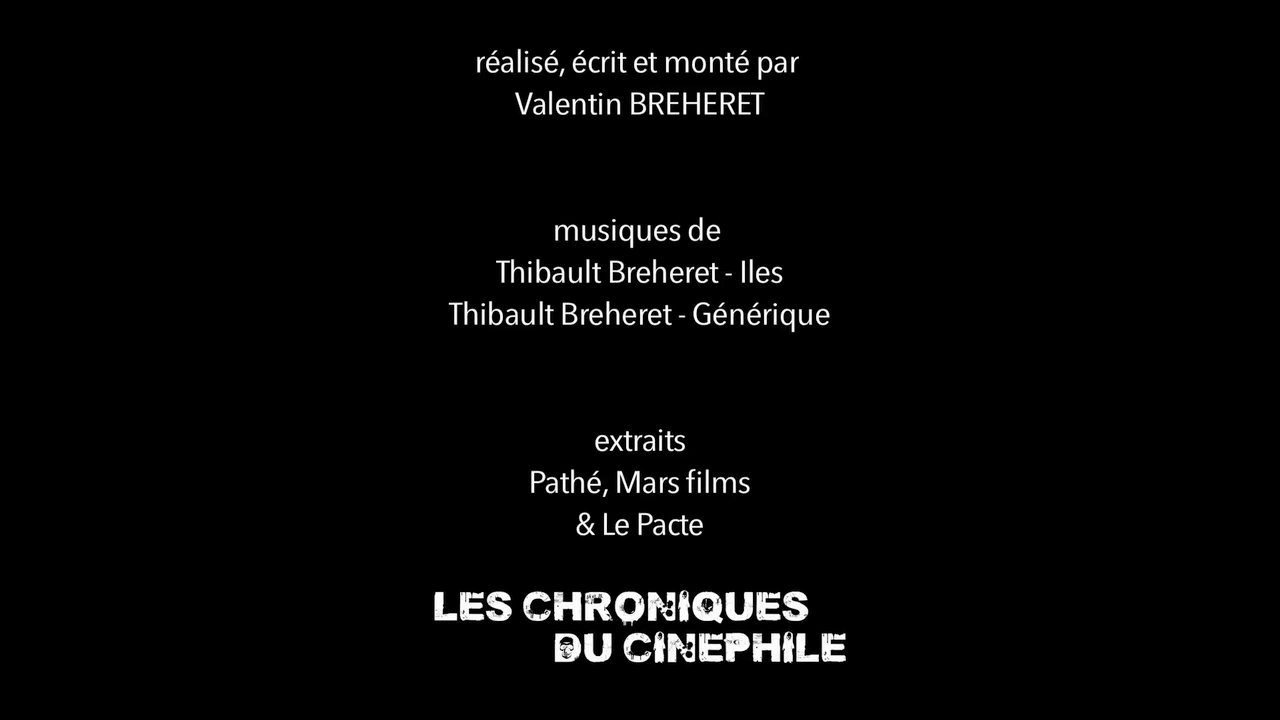 réalisé, écrit et monté par
Valentin BREHERET
musiques de
Thibault Breheret - Iles
Thibault Breheret - Générique
extraits
Pathé, Mars films
& Le Pacte
LES CHRONIQUES
DU CINEPHILE